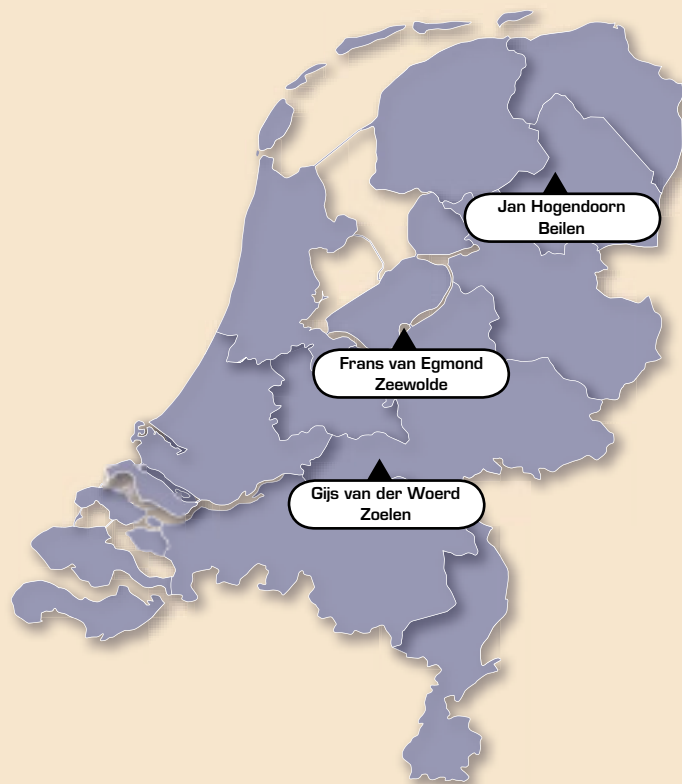 Jan Hogendoorn
Beilen
Frans van Egmond
Zeewolde
Gijs van der Woerd
Zoelen